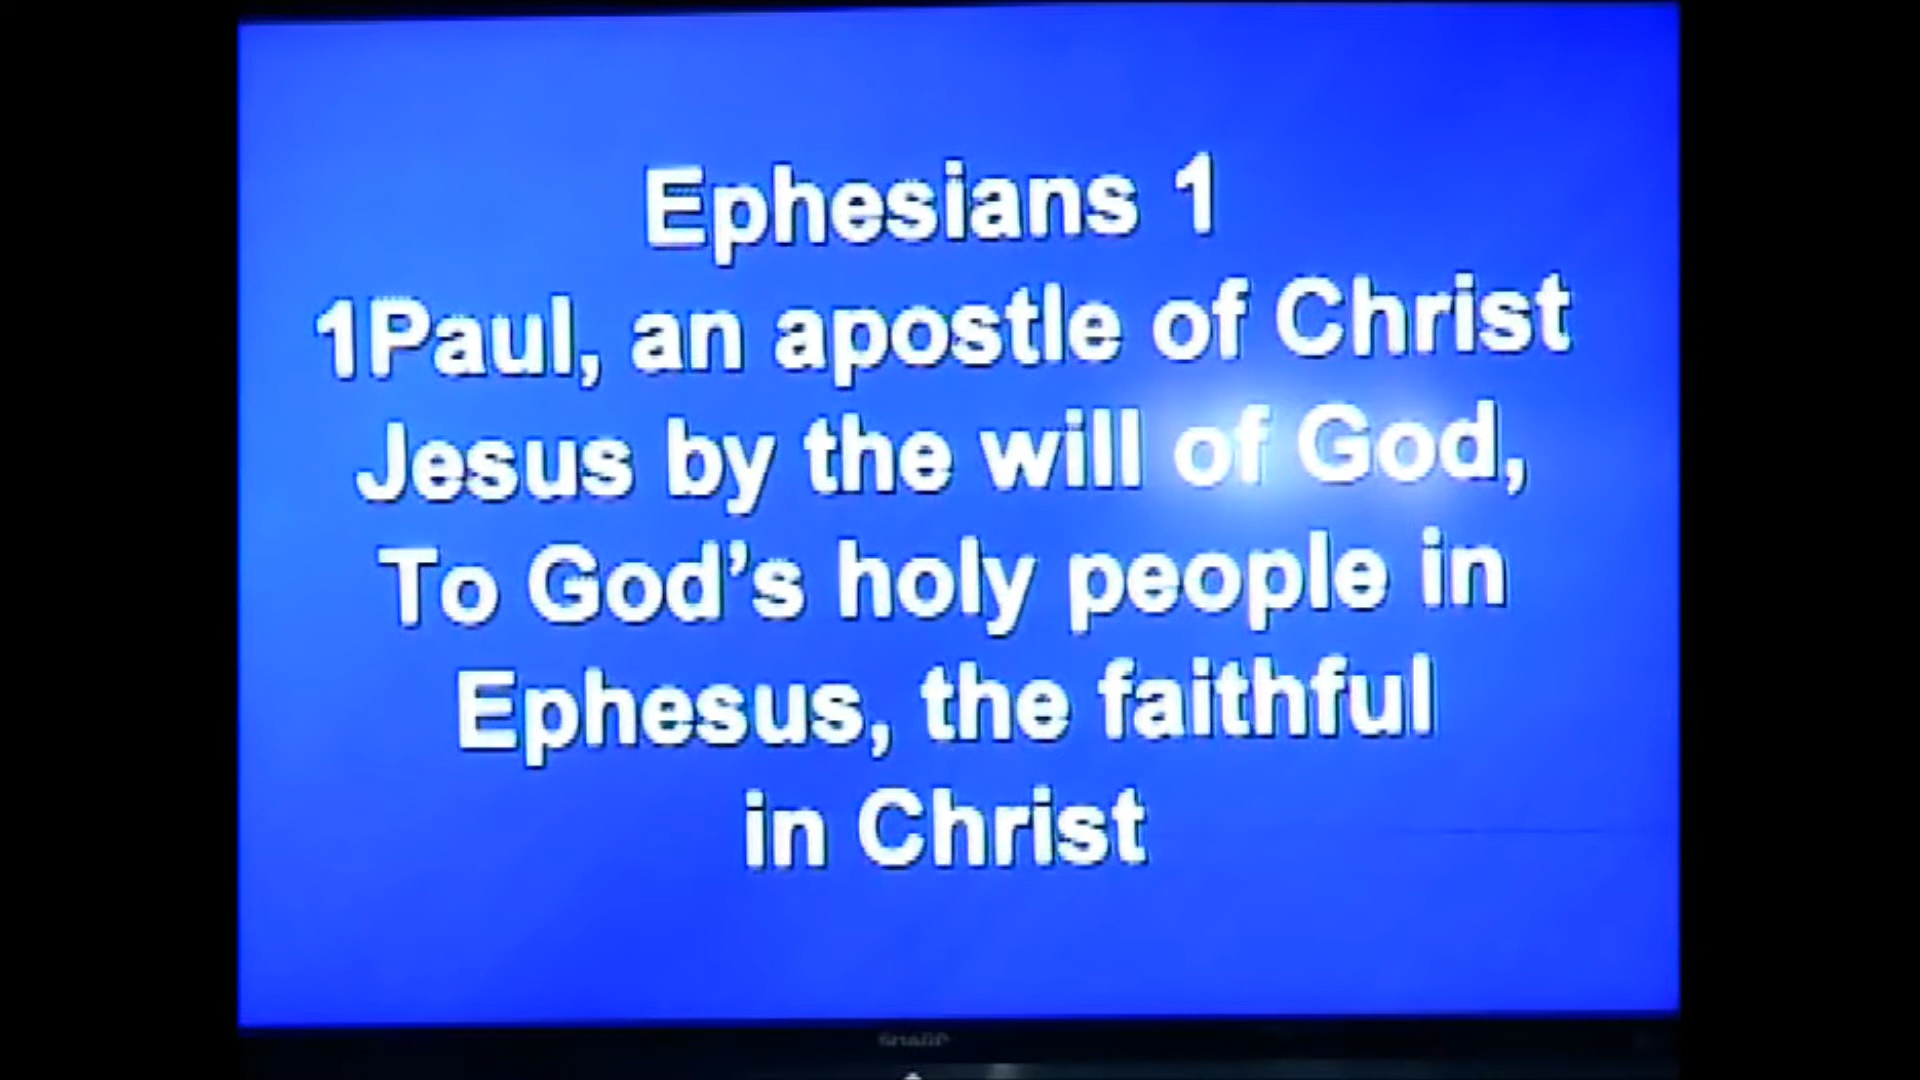 Ephesians 1
1Paul, an apostle of Christ
Jesus by the will of God,
To God’s holy people in
Ephesus, the faithful
in Christ
SHARP